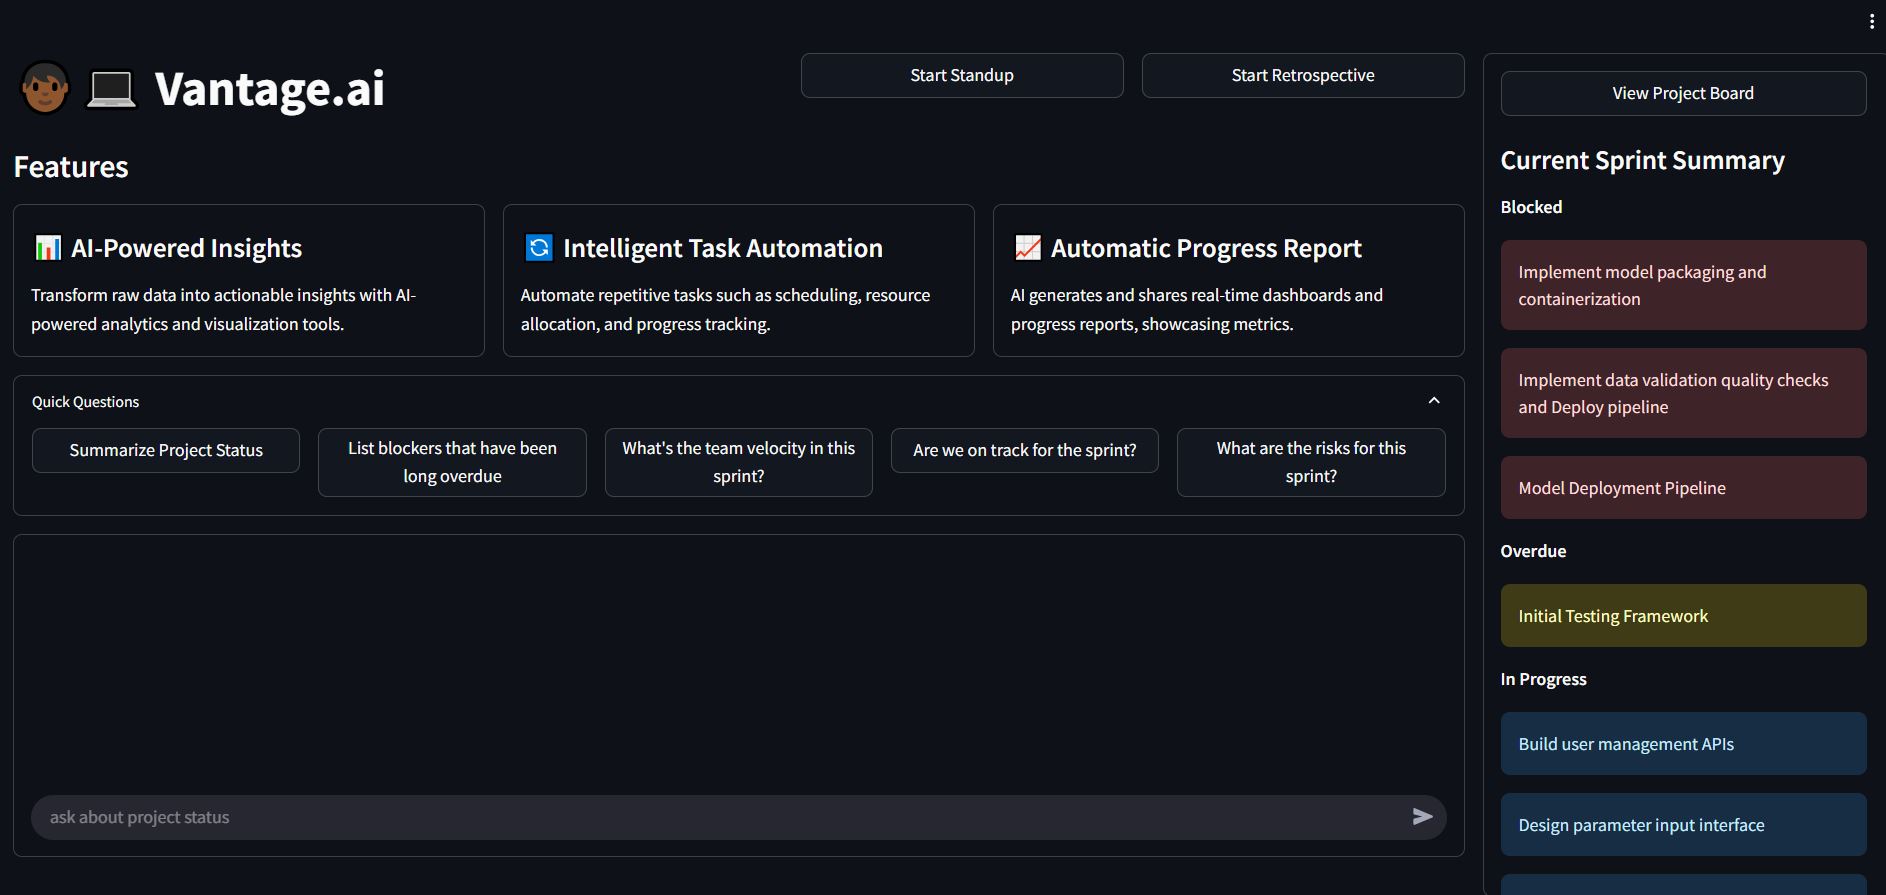 Vantage.ai
Start Standup
Start Retrospective
Features
AI-Powered Insights
Transform raw data into actionable insights with AI-
powered analytics and visualization tools.
Intelligent Task Automation
Automate repetitive tasks such as scheduling, resource
allocation, and progress tracking.
Automatic Progress Report
AI generates and shares real-time dashboards and
progress reports, showcasing metrics.
Quick Questions
Summarize Project Status
List blockers that have been
long overdue
What's the team velocity in this
sprint?
Are we on track for the sprint?
What are the risks for this
sprint?
ask about project status
View Project Board
Current Sprint Summary
Blocked
Implement model packaging and
containerization
Implement data validation quality checks
and Deploy pipeline
Model Deployment Pipeline
Overdue
Initial Testing Framework
In Progress
Build user management APIs
Design parameter input interface